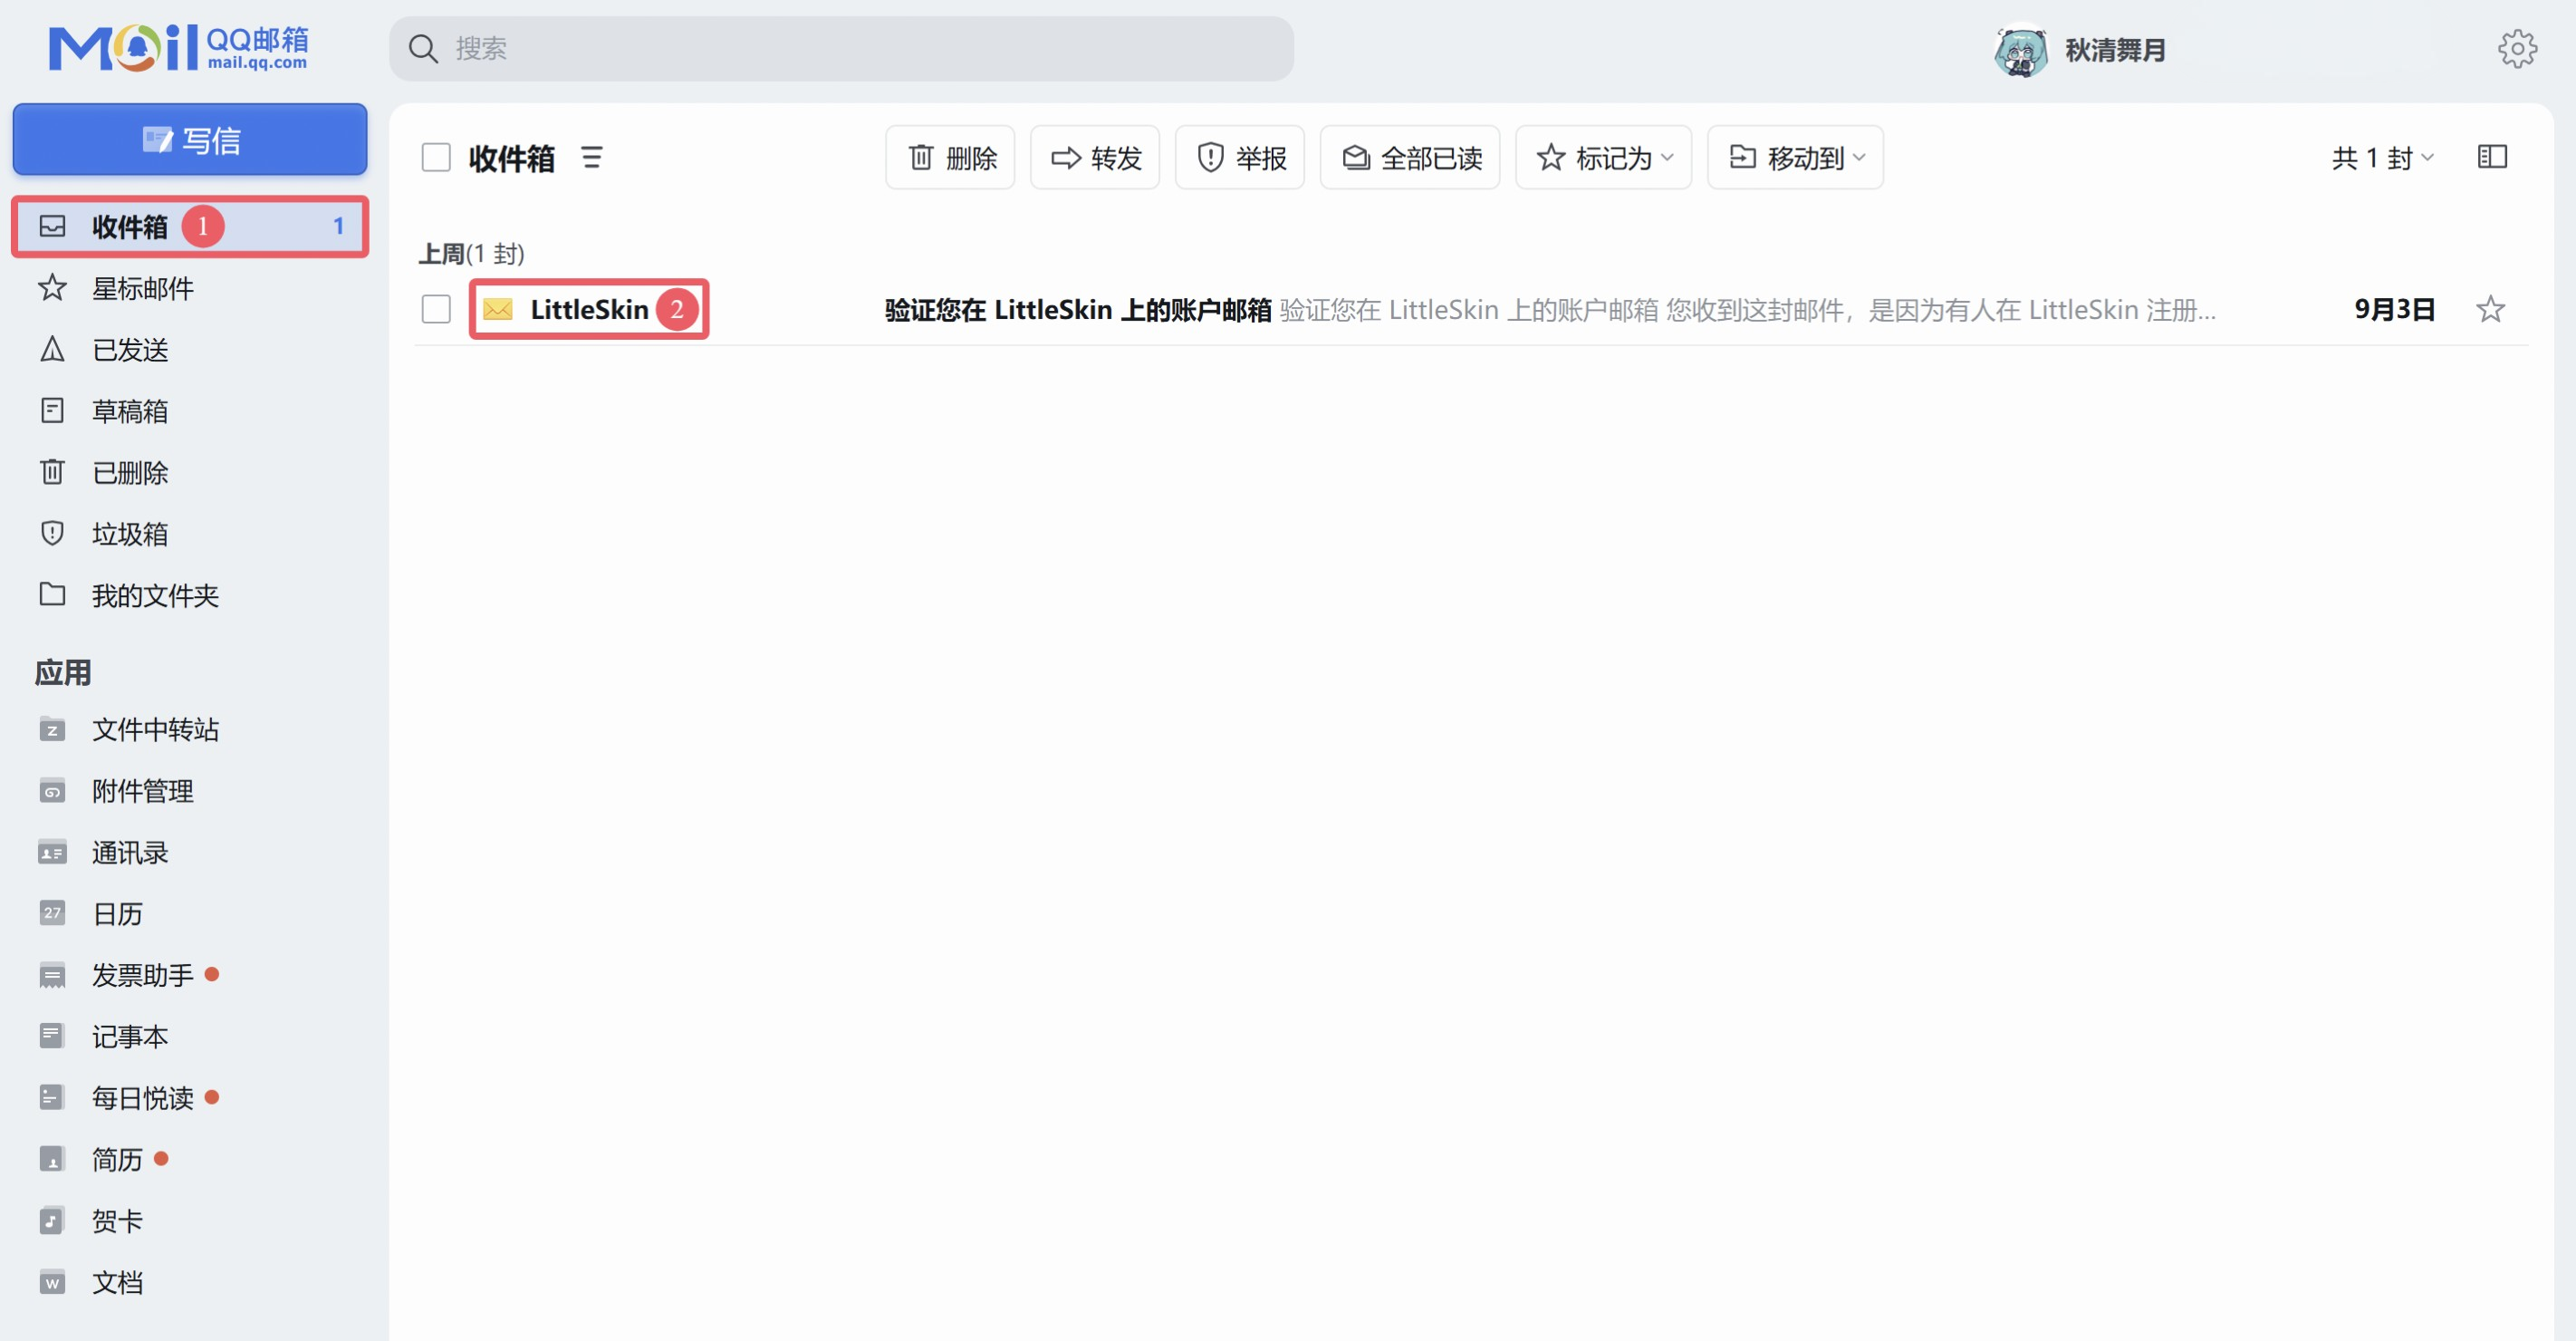 Mail QQ邮箱
mail.qq.com
搜索
秋清舞月
写信
收件箱 1 1
星标邮件
已发送
草稿箱
已删除
垃圾箱
我的文件夹
应用
文件中转站
附件管理
通讯录
27 日历
发票助手
记事本
每日悦读
简历
贺卡
文档
收件箱
删除 转发 举报 全部已读 标记为 移动到 共 1 封
上周(1 封)
LittleSkin 2 验证您在 LittleSkin 上的账户邮箱 验证您在 LittleSkin 上的账户邮箱 您收到这封邮件，是因为有人在 LittleSkin 注册... 9月3日